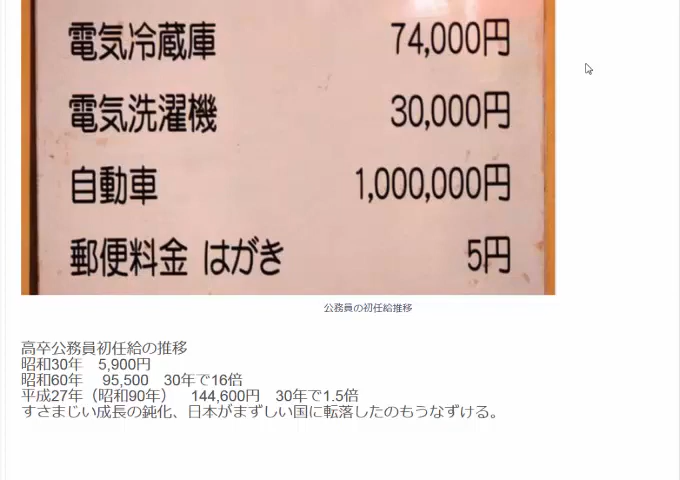 電気冷蔵庫 74,000円
電気洗濯機 30,000円
自動車 1,000,000円
郵便料金 はがき 5円
公務員の初任給推移
高卒公務員初任給の推移
昭和30年 5,900円
昭和60年 95,500 30年で16倍
平成27年（昭和90年） 144,600円 30年で1.5倍
すさまじい成長の鈍化、日本がまずしい国に転落したのもうなずける。